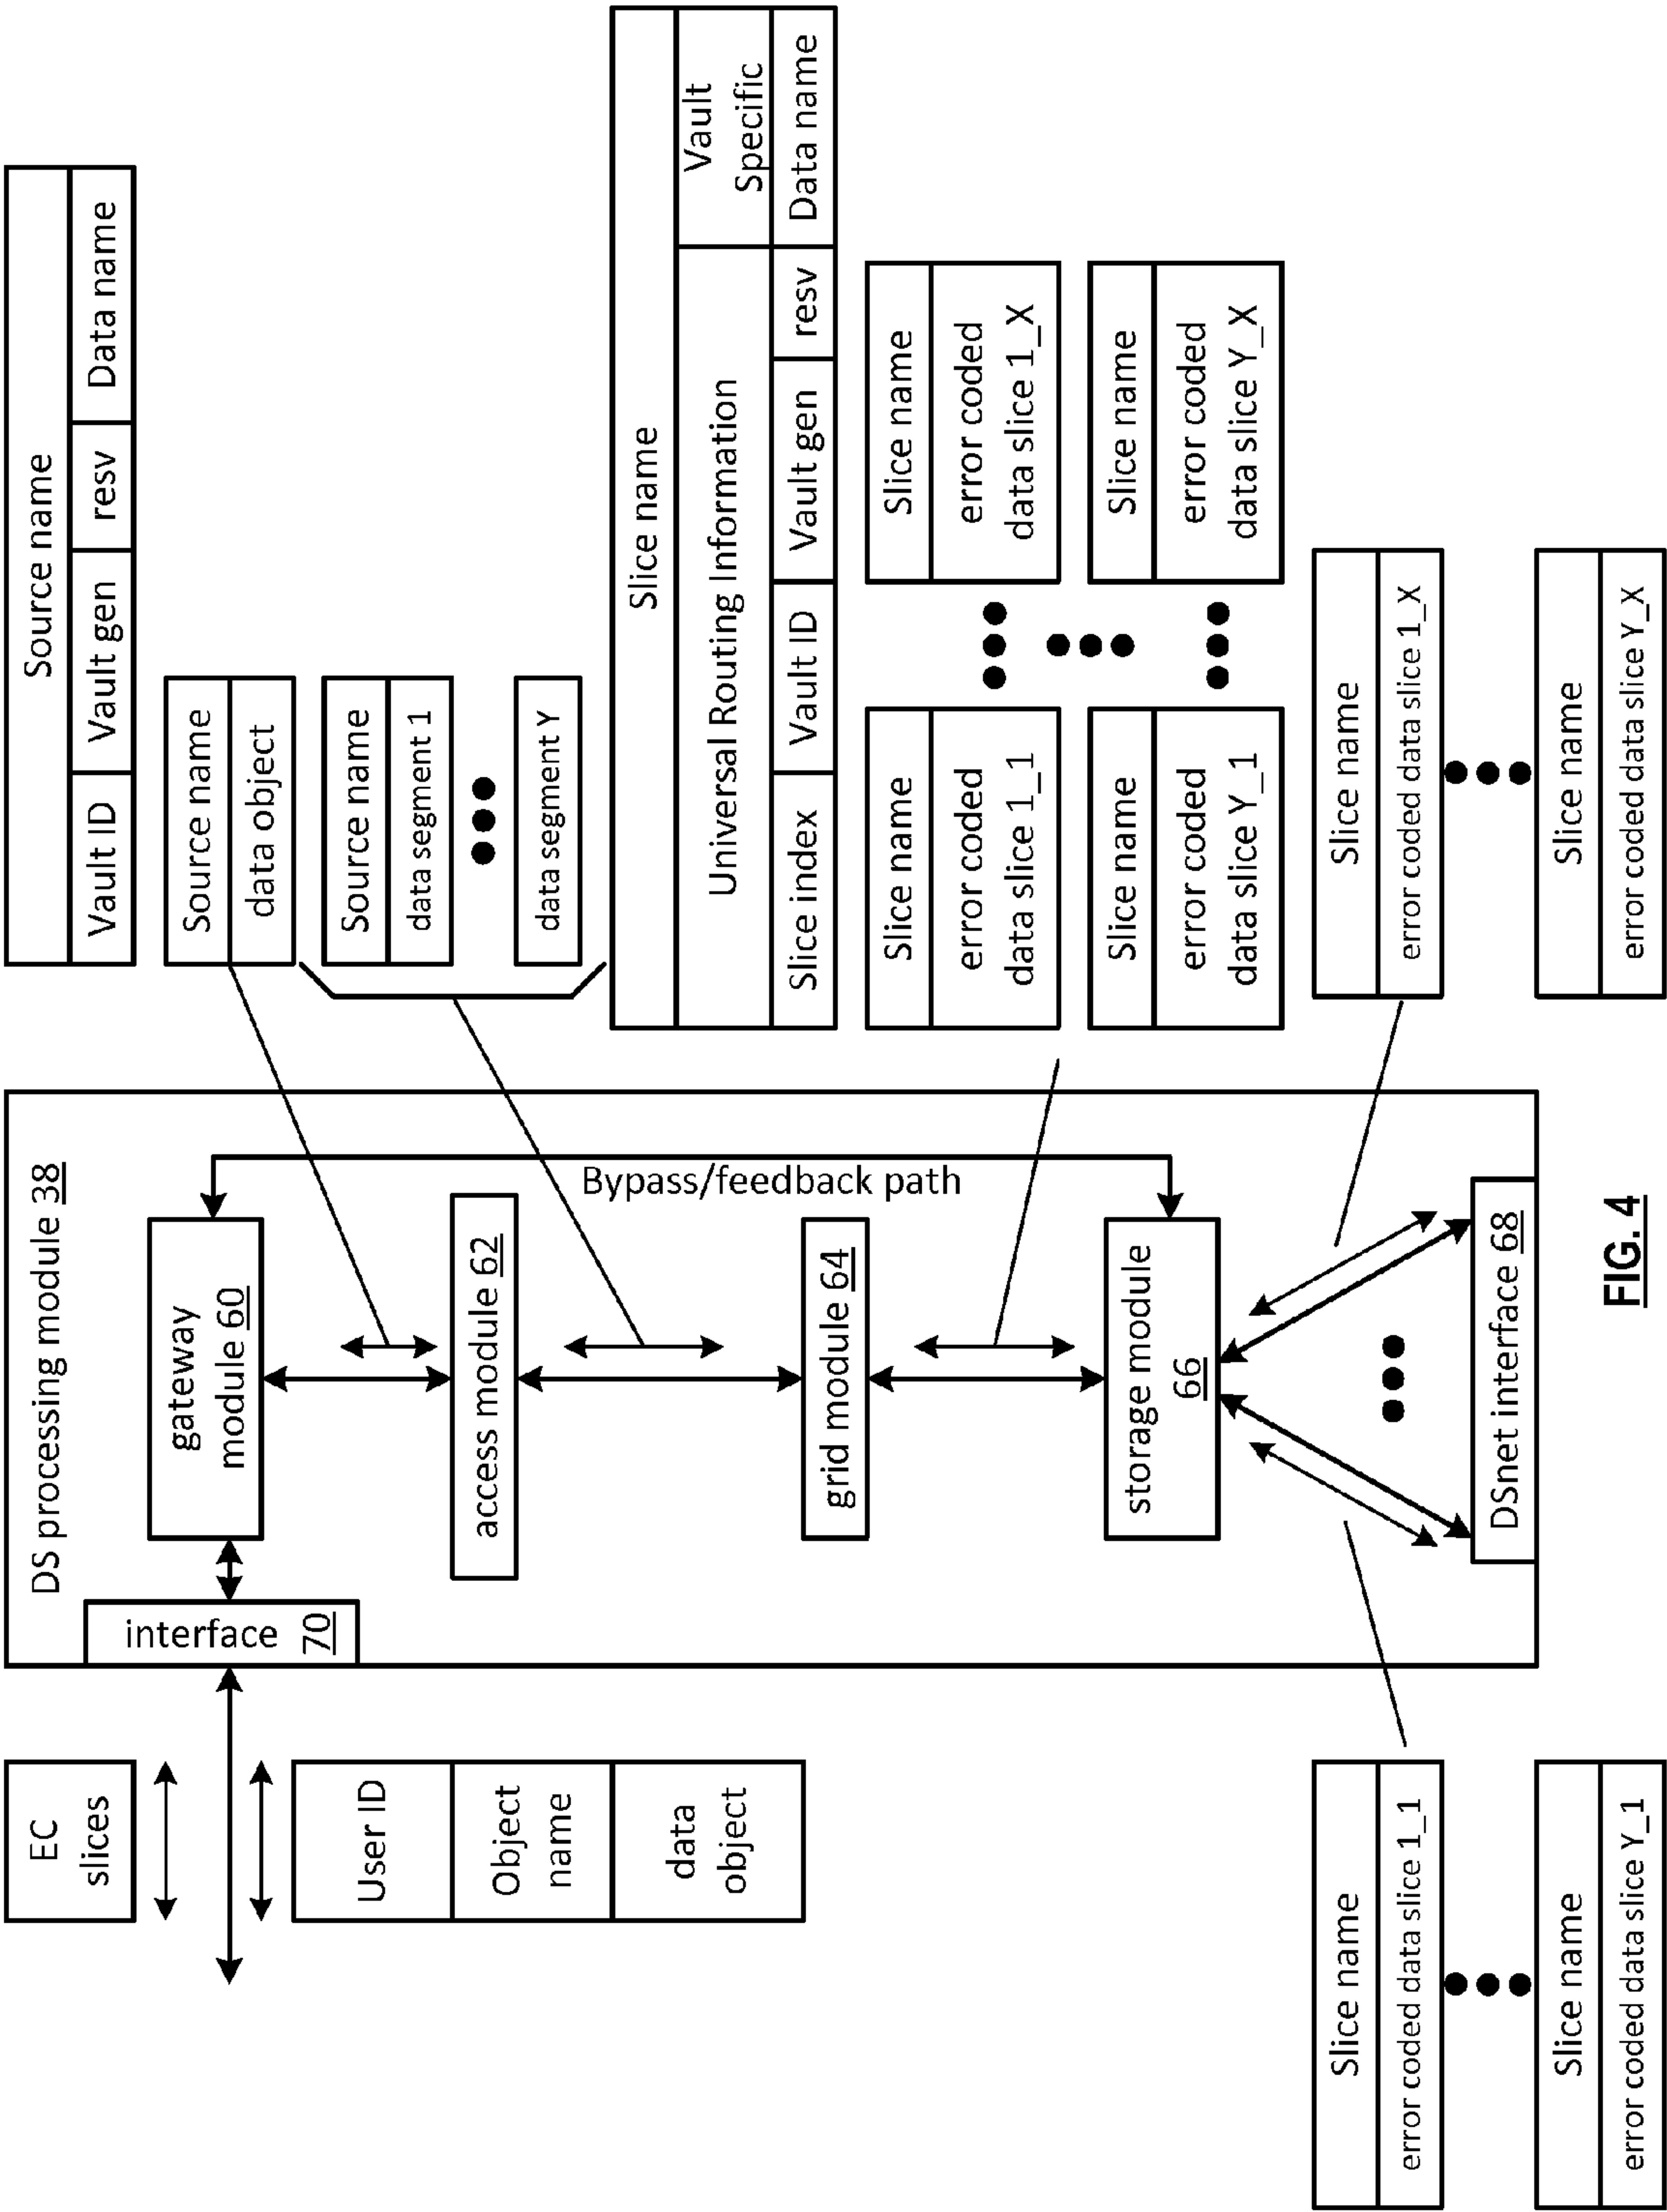 EC
slices
User ID
Object
name
data
object
DS processing module 38
interface 70
gateway
module 60
access module 62
Bypass/feedback path
grid module 64
storage module
66
DSnet interface 68
Source name
Vault ID Vault gen resv Data name
Source name
data object
Source name
data segment 1
data segment Y
Slice name
Universal Routing Information
Vault
Specific
Slice index Vault ID Vault gen resv Data name
Slice name
error coded
data slice 1_1
Slice name
error coded
data slice 1_X
Slice name
error coded
data slice Y_1
Slice name
error coded
data slice Y_X
Slice name
error coded data slice 1_1
Slice name
error coded data slice Y_1
Slice name
error coded data slice 1_X
Slice name
error coded data slice Y_X
FIG. 4